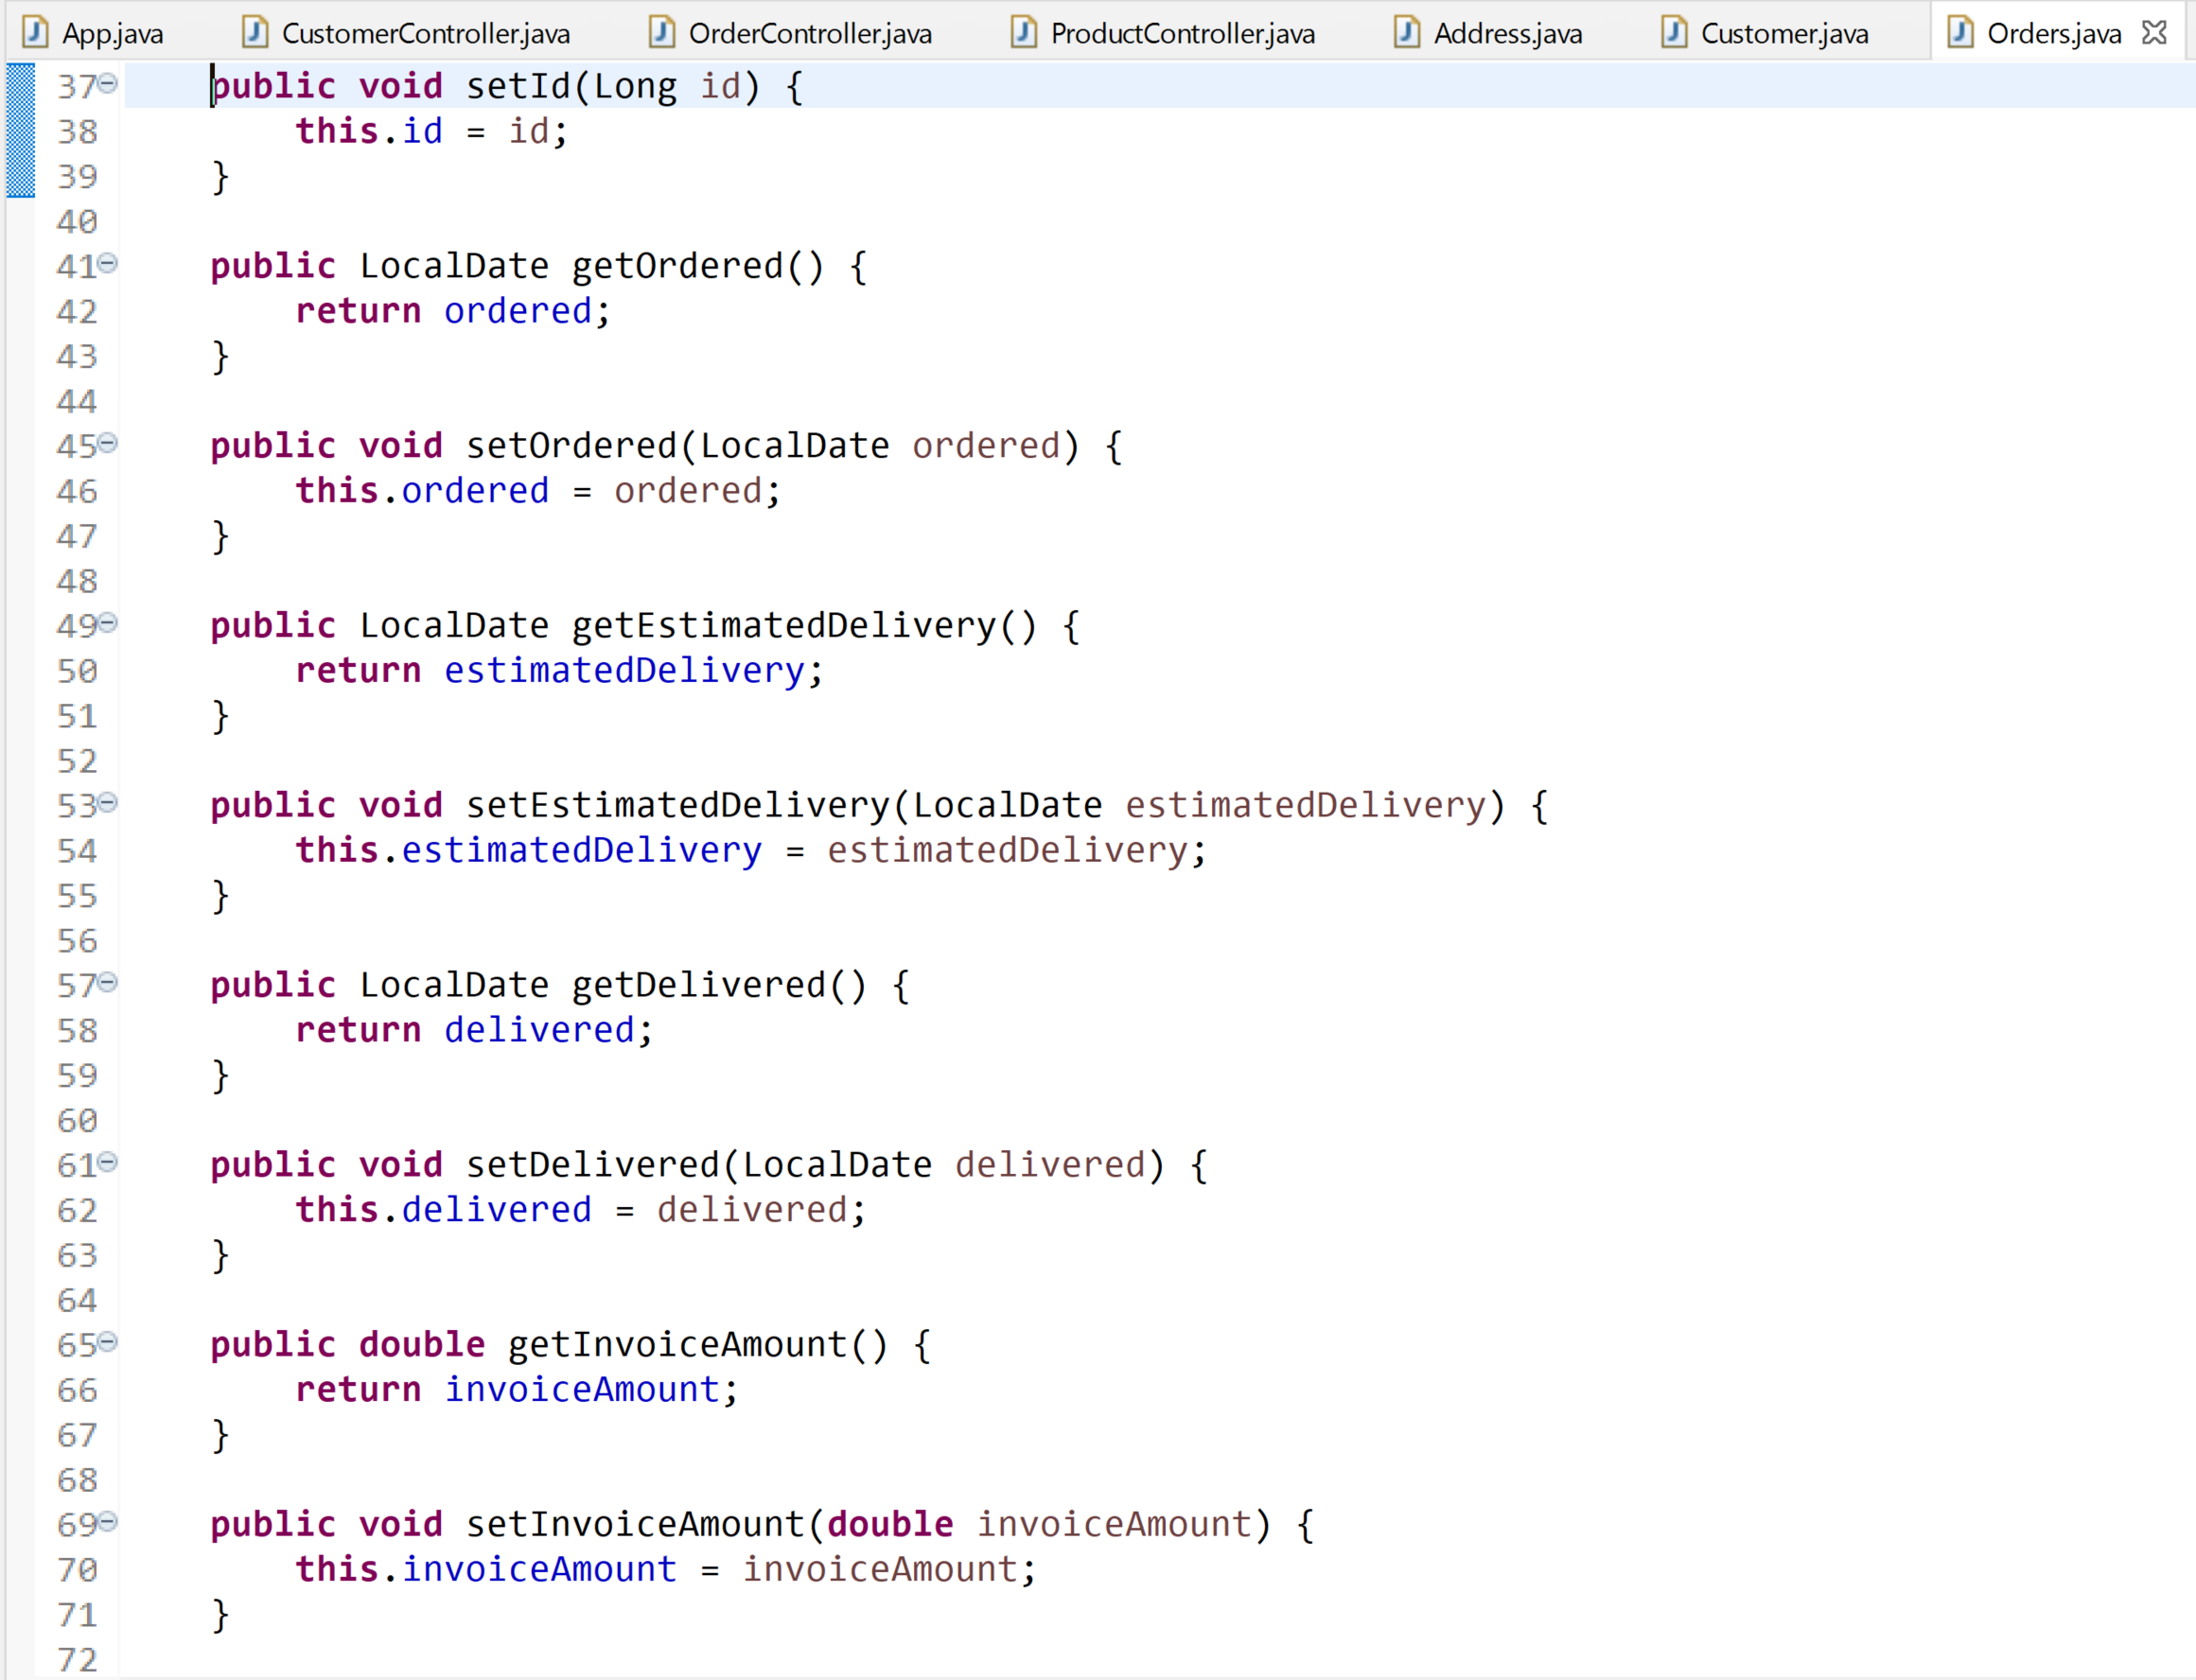 App.java CustomerController.java OrderController.java ProductController.java Address.java Customer.java Orders.java
37 public void setId(Long id) {
38 this.id = id;
39 }
40
41 public LocalDate getOrdered() {
42 return ordered;
43 }
44
45 public void setOrdered(LocalDate ordered) {
46 this.ordered = ordered;
47 }
48
49 public LocalDate getEstimatedDelivery() {
50 return estimatedDelivery;
51 }
52
53 public void setEstimatedDelivery(LocalDate estimatedDelivery) {
54 this.estimatedDelivery = estimatedDelivery;
55 }
56
57 public LocalDate getDelivered() {
58 return delivered;
59 }
60
61 public void setDelivered(LocalDate delivered) {
62 this.delivered = delivered;
63 }
64
65 public double getInvoiceAmount() {
66 return invoiceAmount;
67 }
68
69 public void setInvoiceAmount(double invoiceAmount) {
70 this.invoiceAmount = invoiceAmount;
71 }
72